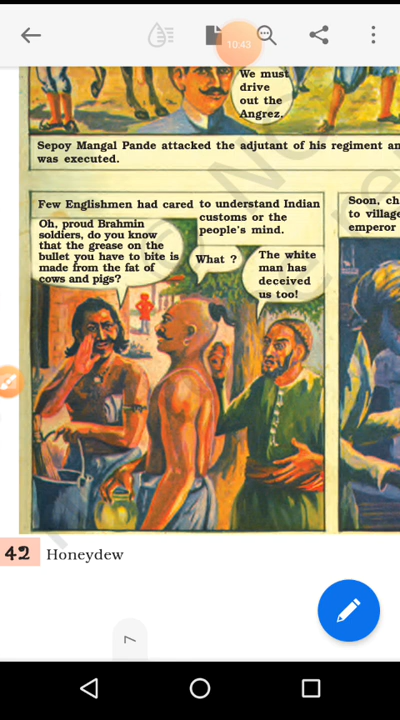 10:43
We must
drive
out the
Angrez.
Sepoy Mangal Pande attacked the adjutant of his regiment an
was executed.
Few Englishmen had cared to understand Indian
customs or the
people's mind.
Oh, proud Brahmin
soldiers, do you know
that the grease on the
bullet you have to bite is
made from the fat of
cows and pigs?
What ?
The white
man has
deceived
us too!
Soon, ch
to village
emperor
42 Honeydew
7